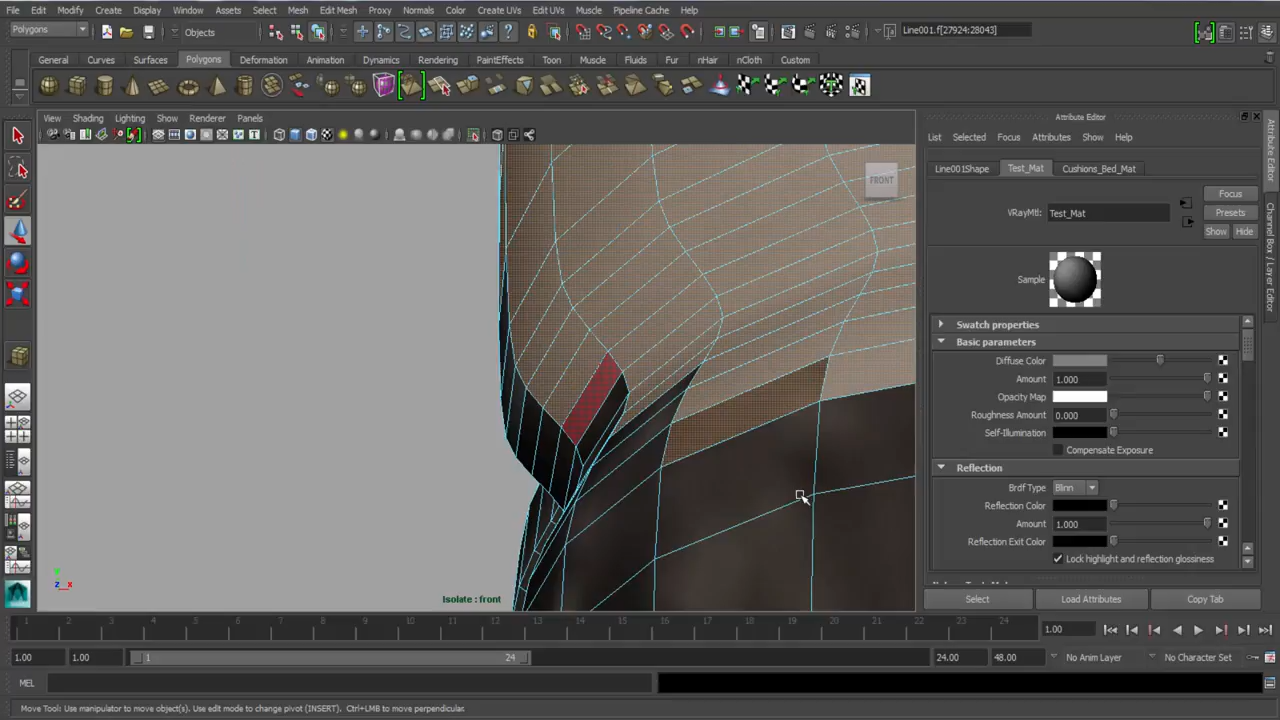 File Edit Modify Create Display Windows Assets Select Mesh Edit Mesh Proxy Normals Color Create UVs Edit UVs Muscle Pipeline Cache Help
Polygons Objects Line001.f[27924:28043]
General Curves Surfaces Polygons Deformation Animation Dynamics Rendering PaintEffects Toon Muscle Fluids Fur nHair nCloth Custom
View Shading Lighting Show Renderer Panels
FRONT
Isolate : front
Attribute Editor
List Selected Focus Attributes Show Help
Line001Shape Test_Mat Cushions_Bed_Mat
Focus
VRayMtl: Test_Mat Presets
Show Hide
Sample
Swatch properties
Basic parameters
Diffuse Color
Amount 1.000
Opacity Map
Roughness Amount 0.000
Self-Illumination
Compensate Exposure
Reflection
Brdf Type Blinn
Reflection Color
Amount 1.000
Reflection Exit Color
Lock highlight and reflection glossiness
Select Load Attributes Copy Tab
Attribute Editor
Channel Box / Layer Editor
1 2 3 4 5 6 7 8 9 10 11 12 13 14 15 16 17 18 19 20 21 22 23 24 1.00
1.00 1.00 1 24 24.00 48.00 No Anim Layer No Character Set
MEL
Move Tool: Use manipulator to move object(s). Use edit mode to change pivot (INSERT). Ctrl+LMB to move perpendicular.